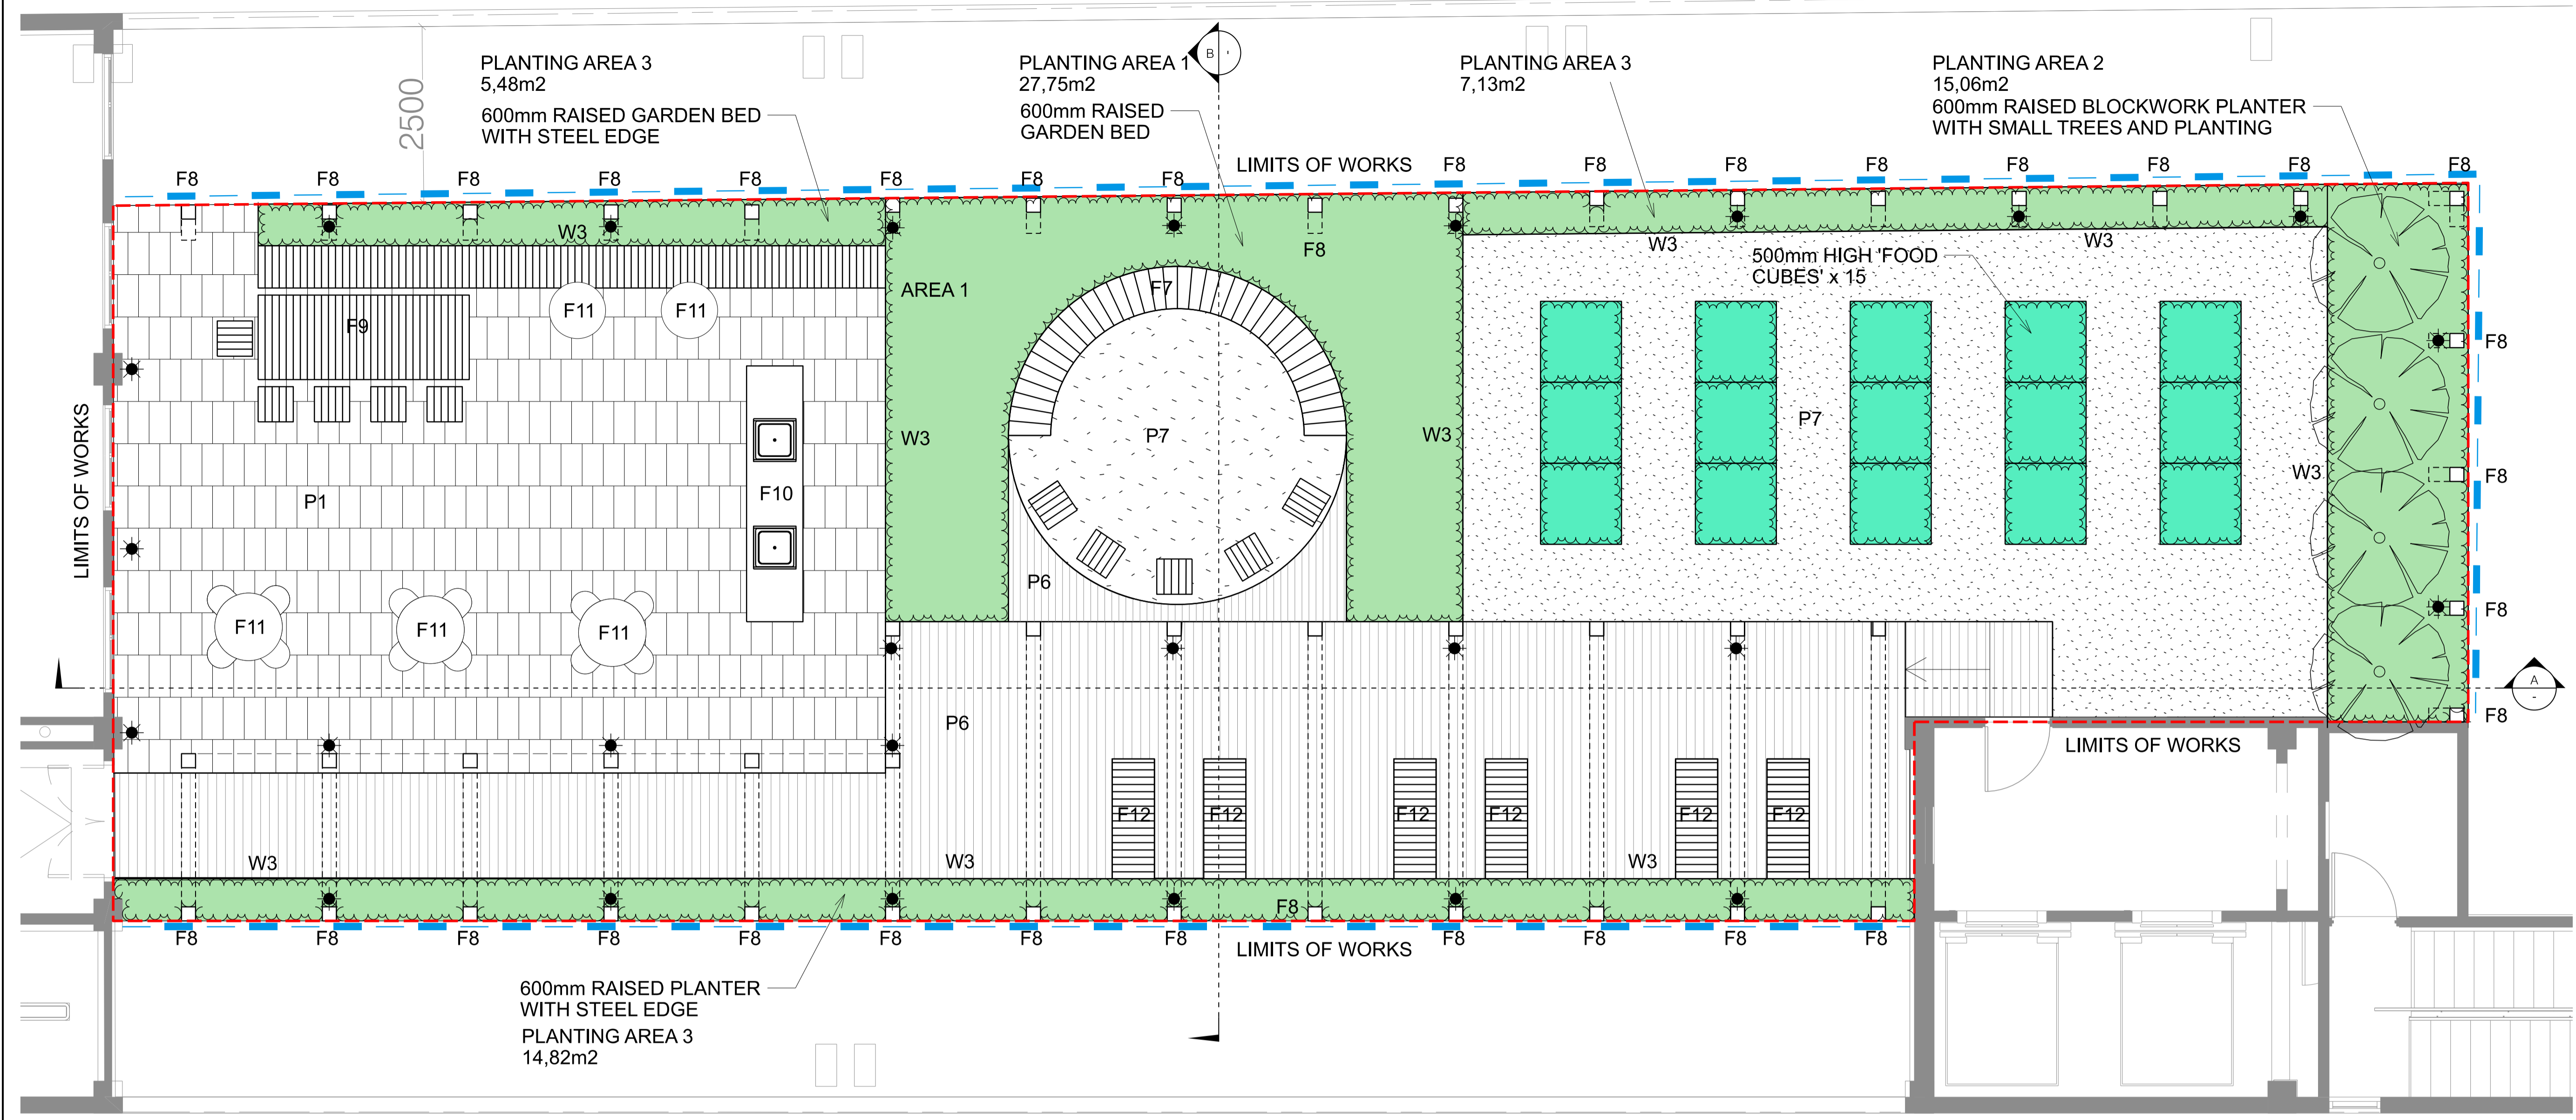 PLANTING AREA 3
5,48m2
600mm RAISED GARDEN BED
WITH STEEL EDGE
PLANTING AREA 1
27,75m2
600mm RAISED
GARDEN BED
B
PLANTING AREA 3
7,13m2
PLANTING AREA 2
15,06m2
600mm RAISED BLOCKWORK PLANTER
WITH SMALL TREES AND PLANTING
2500
LIMITS OF WORKS
F8 F8 F8 F8 F8 F8 F8 F8 F8 F8 F8 F8 F8 F8 F8 F8
W3
F8
W3
W3
500mm HIGH 'FOOD
CUBES' x 15
AREA 1
F7
F11 F11
F9
F8
LIMITS OF WORKS
W3
P7
W3
P7
W3
F8
P1
F10
P6
F8
F11 F11 F11
A
P6
F8
LIMITS OF WORKS
F12 F12 F12 F12 F12 F12
W3
W3
W3
F8
F8 F8 F8 F8 F8 F8 F8 F8 F8 F8 F8 F8
LIMITS OF WORKS
600mm RAISED PLANTER
WITH STEEL EDGE
PLANTING AREA 3
14,82m2